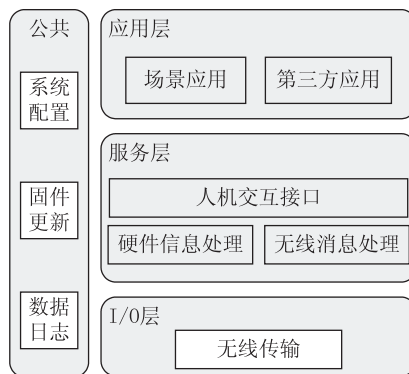 公共
系统
配置
固件
更新
数据
日志
应用层
场景应用
第三方应用
服务层
人机交互接口
硬件信息处理
无线消息处理
I/O层
无线传输